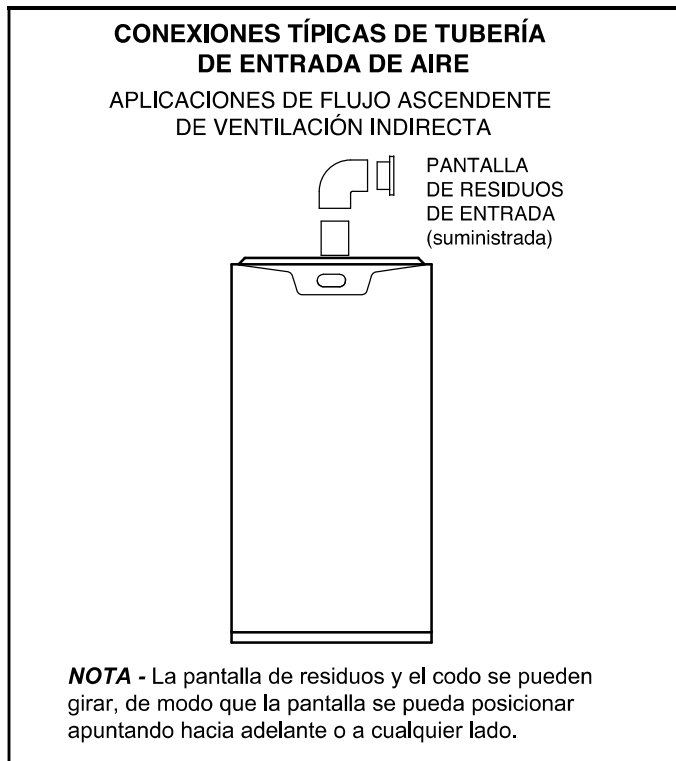 CONEXIONES TÍPICAS DE TUBERÍA
DE ENTRADA DE AIRE
APLICACIONES DE FLUJO ASCENDENTE
DE VENTILACIÓN INDIRECTA
PANTALLA
DE RESIDUOS
DE ENTRADA
(suministrada)
NOTA - La pantalla de residuos y el codo se pueden
girar, de modo que la pantalla se pueda posicionar
apuntando hacia adelante o a cualquier lado.